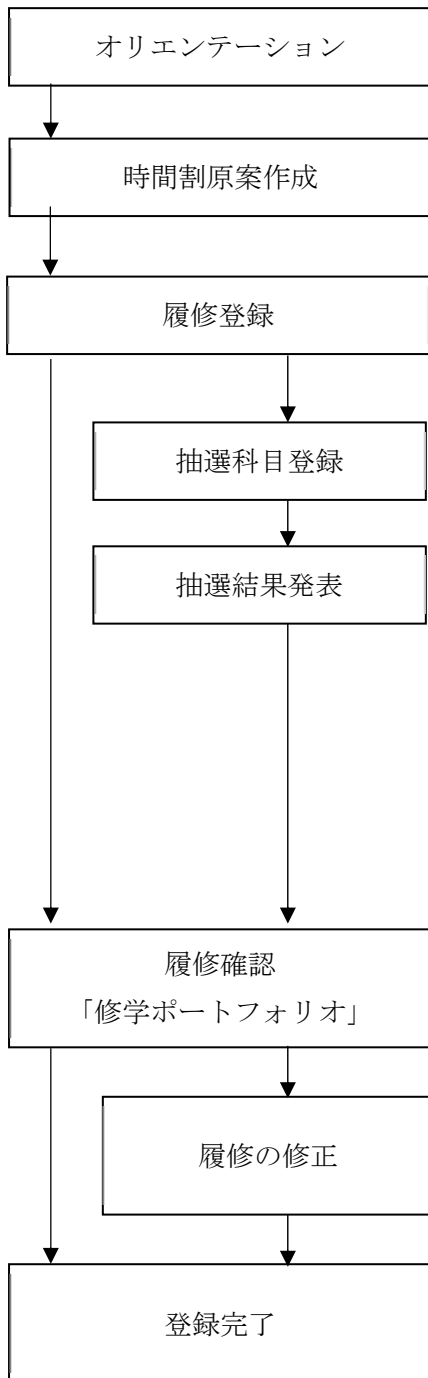 オリエンテーション
時間割原案作成
履修登録
抽選科目登録
抽選結果発表
履修確認
「修学ポートフォリオ」
履修の修正
登録完了